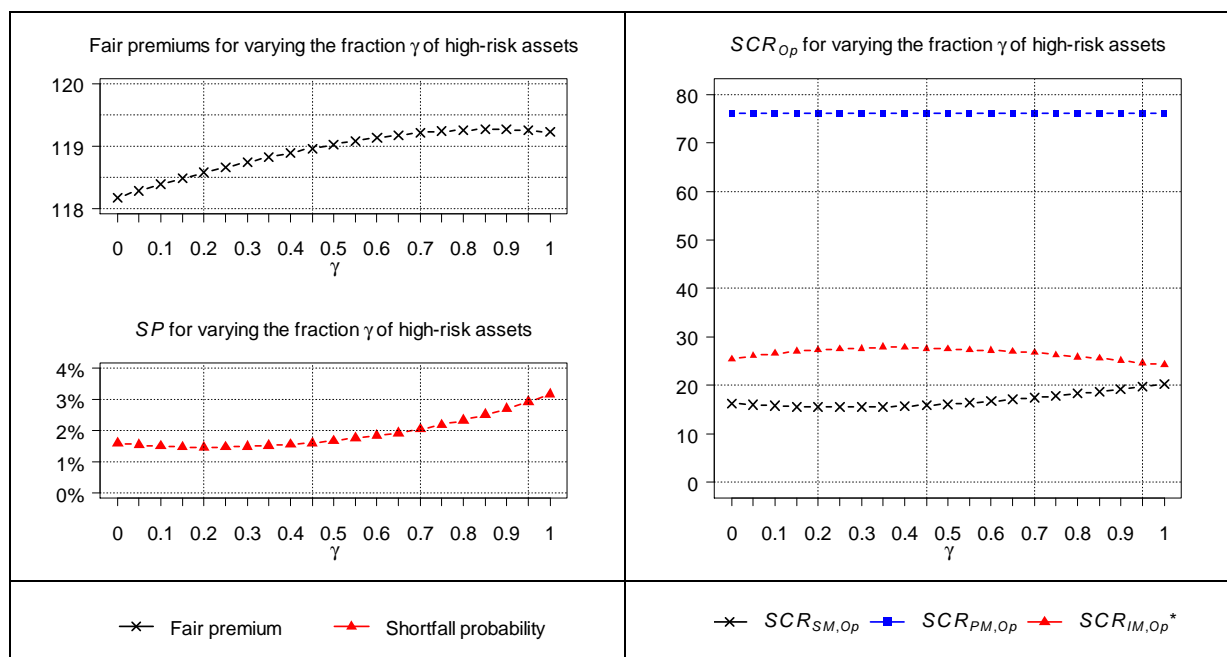 Fair premiums for varying the fraction γ of high-risk assets
120
119
118
0 0.1 0.2 0.3 0.4 0.5 0.6 0.7 0.8 0.9 1
γ
SP for varying the fraction γ of high-risk assets
4%
3%
2%
1%
0%
0 0.1 0.2 0.3 0.4 0.5 0.6 0.7 0.8 0.9 1
γ
Fair premium Shortfall probability
SCR_Op for varying the fraction γ of high-risk assets
80
70
60
50
40
30
20
10
0
0 0.1 0.2 0.3 0.4 0.5 0.6 0.7 0.8 0.9 1
γ
SCR_SM,Op SCR_PM,Op SCR_IM,Op*